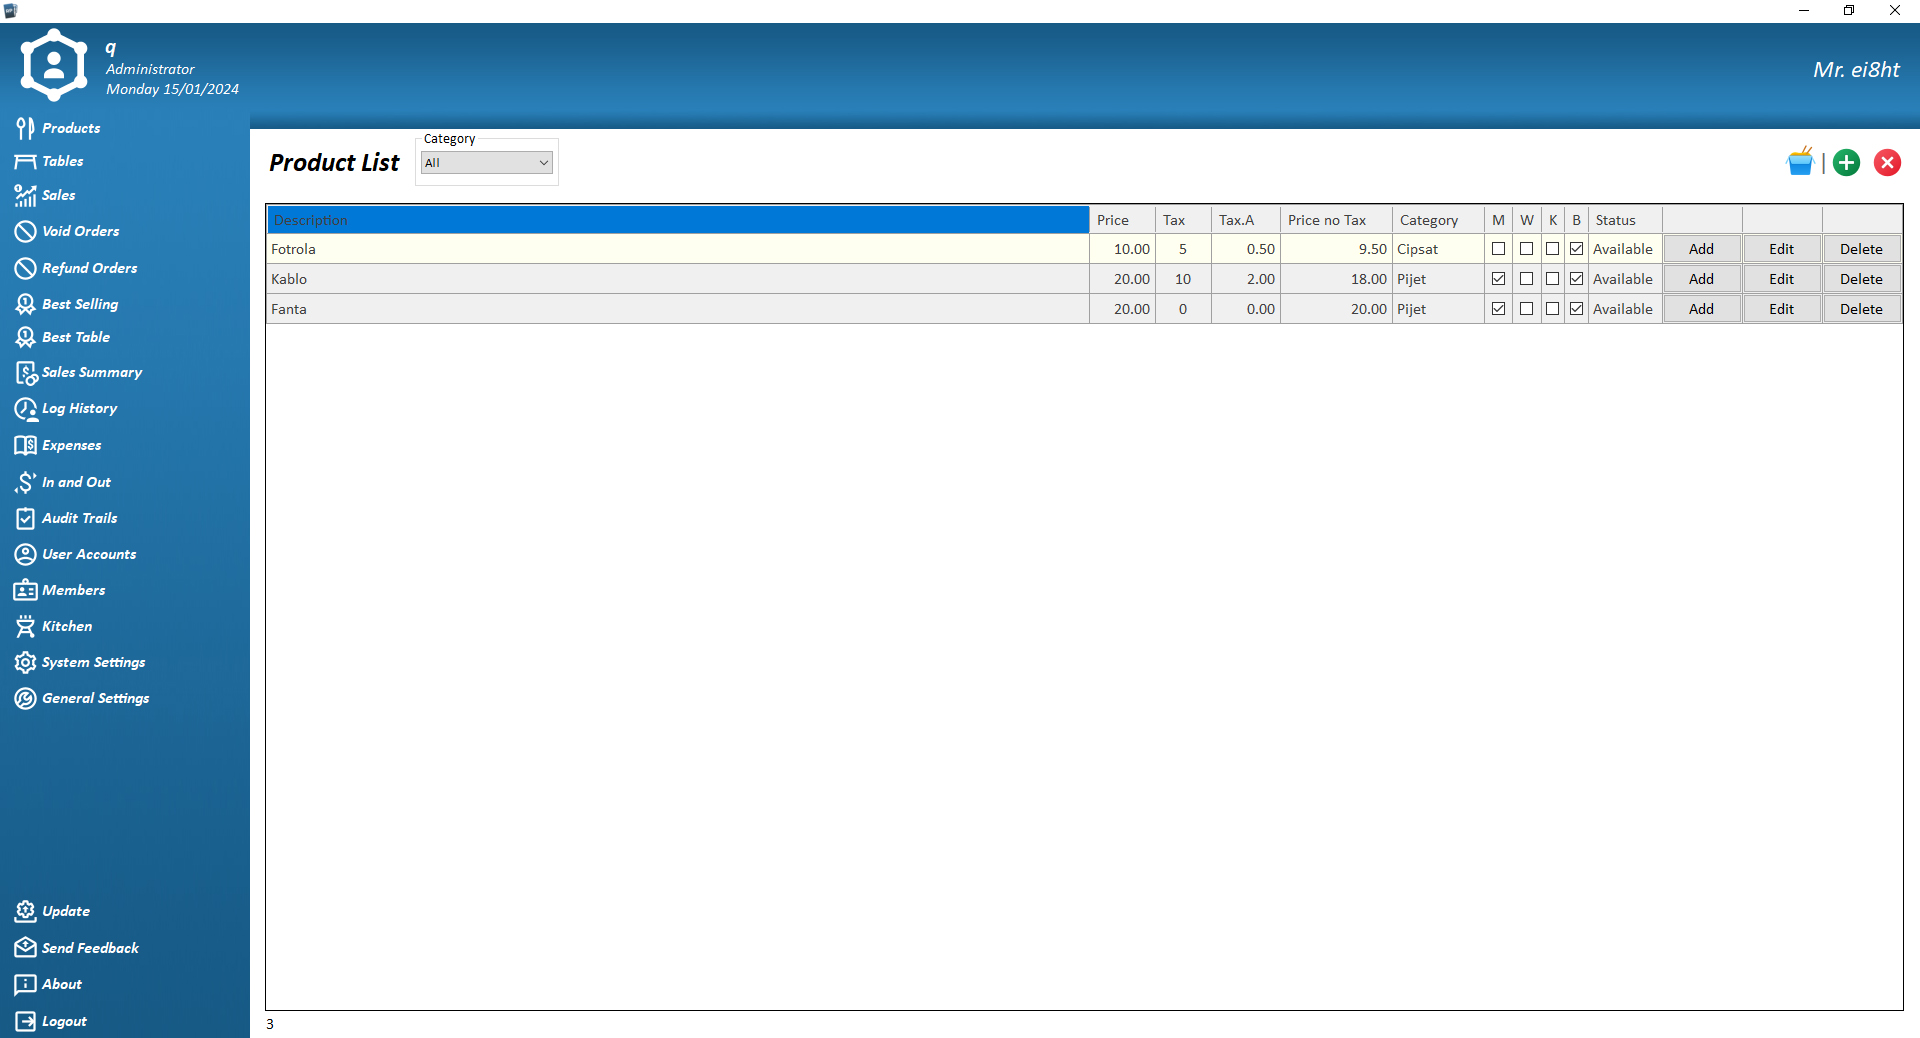 q
Administrator
Monday 15/01/2024
Mr. ei8ht
Products
Tables
Sales
Void Orders
Refund Orders
Best Selling
Best Table
Sales Summary
Log History
Expenses
In and Out
Audit Trails
User Accounts
Members
Kitchen
System Settings
General Settings
Update
Send Feedback
About
Logout
Product List
Category
All
Description Price Tax Tax.A Price no Tax Category M W K B Status
Fotrola 10.00 5 0.50 9.50 Cipsat Available Add Edit Delete
Kablo 20.00 10 2.00 18.00 Pijet Available Add Edit Delete
Fanta 20.00 0 0.00 20.00 Pijet Available Add Edit Delete
3